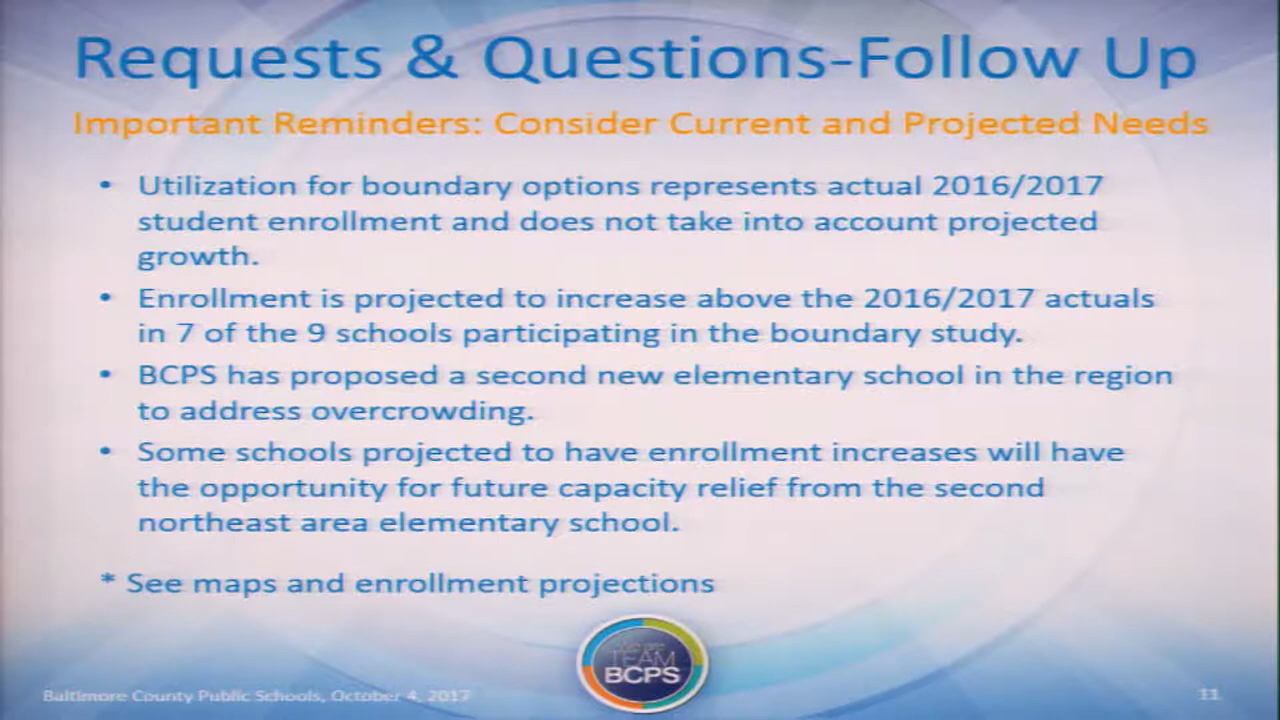 Requests & Questions-Follow Up
Important Reminders: Consider Current and Projected Needs
• Utilization for boundary options represents actual 2016/2017
student enrollment and does not take into account projected
growth.
• Enrollment is projected to increase above the 2016/2017 actuals
in 7 of the 9 schools participating in the boundary study.
• BCPS has proposed a second new elementary school in the region
to address overcrowding.
• Some schools projected to have enrollment increases will have
the opportunity for future capacity relief from the second
northeast area elementary school.
* See maps and enrollment projections
TEAM
BCPS
Baltimore County Public Schools, October 4, 2017
11